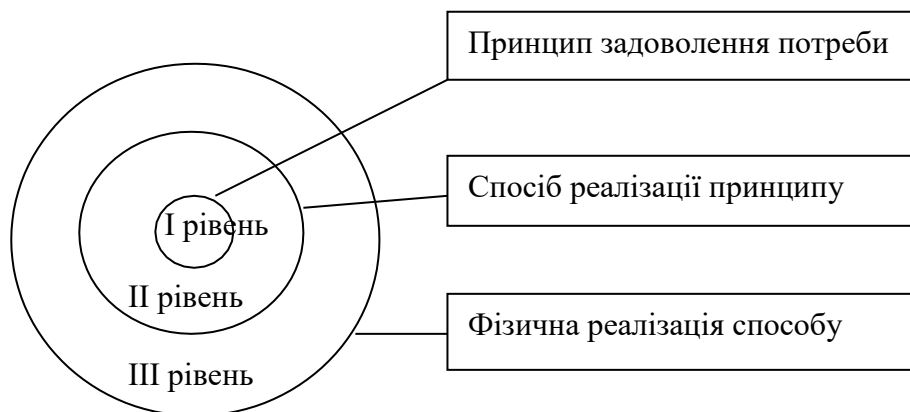 Принцип задоволення потреби
Спосіб реалізації принципу
І рівень
ІІ рівень
Фізична реалізація способу
ІІІ рівень